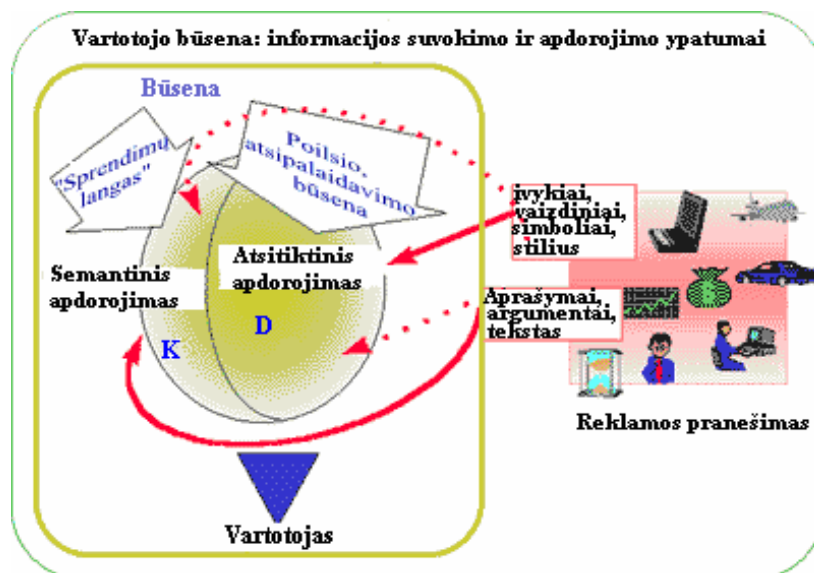 Vartotojo būsena: informacijos suvokimo ir apdorojimo ypatumai
Būsena
"Sprendimų
langas"
Poilsio,
atsipalaidavimo
būsena
įvykiai,
vaizdiniai,
simboliai,
stilius
Semantinis
apdorojimas
Atsitiktinis
apdorojimas
Aprašymai,
argumentai,
tekstas
K
D
$
Reklamos pranešimas
Vartotojas